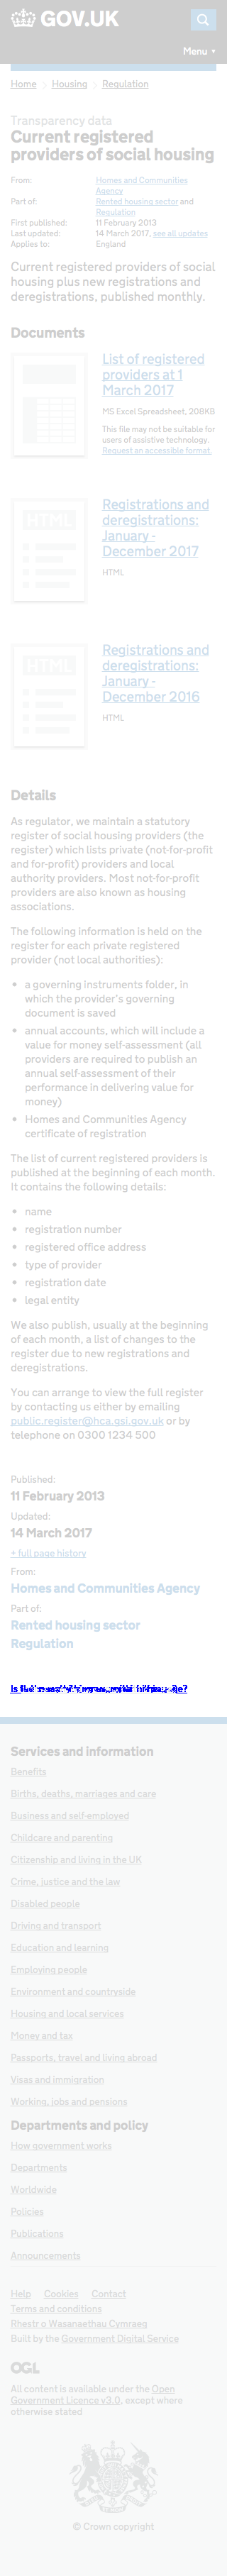 GOV.UK
Menu ▼
Home > Housing > Regulation
Transparency data
Current registered
providers of social housing
From: Homes and Communities
Agency
Part of: Rented housing sector and
Regulation
First published: 11 February 2013
Last updated: 14 March 2017, see all updates
Applies to: England
Current registered providers of social
housing plus new registrations and
deregistrations, published monthly.
Documents
List of registered
providers at 1
March 2017
MS Excel Spreadsheet, 208KB
This file may not be suitable for
users of assistive technology.
Request an accessible format.
HTML
Registrations and
deregistrations:
January -
December 2017
HTML
HTML
Registrations and
deregistrations:
January -
December 2016
HTML
Details
As regulator, we maintain a statutory
register of social housing providers (the
register) which lists private (not-for-profit
and for-profit) providers and local
authority providers. Most not-for-profit
providers are also known as housing
associations.
The following information is held on the
register for each private registered
provider (not local authorities):
• a governing instruments folder, in
which the provider's governing
document is saved
• annual accounts, which will include a
value for money self-assessment (all
providers are required to publish an
annual self-assessment of their
performance in delivering value for
money)
• Homes and Communities Agency
certificate of registration
The list of current registered providers is
published at the beginning of each month.
It contains the following details:
• name
• registration number
• registered office address
• type of provider
• registration date
• legal entity
We also publish, usually at the beginning
of each month, a list of changes to the
register due to new registrations and
deregistrations.
You can arrange to view the full register
by contacting us either by emailing
public.register@hca.gsi.gov.uk or by
telephone on 0300 1234 500
Published:
11 February 2013
Updated:
14 March 2017
+ full page history
From:
Homes and Communities Agency
Part of:
Rented housing sector
Regulation
Services and information
Benefits
Births, deaths, marriages and care
Business and self-employed
Childcare and parenting
Citizenship and living in the UK
Crime, justice and the law
Disabled people
Driving and transport
Education and learning
Employing people
Environment and countryside
Housing and local services
Money and tax
Passports, travel and living abroad
Visas and immigration
Working, jobs and pensions
Departments and policy
How government works
Departments
Worldwide
Policies
Publications
Announcements
Help Cookies Contact
Terms and conditions
Rhestr o Wasanaethau Cymraeg
Built by the Government Digital Service
OGL
All content is available under the Open
Government Licence v3.0, except where
otherwise stated
© Crown copyright